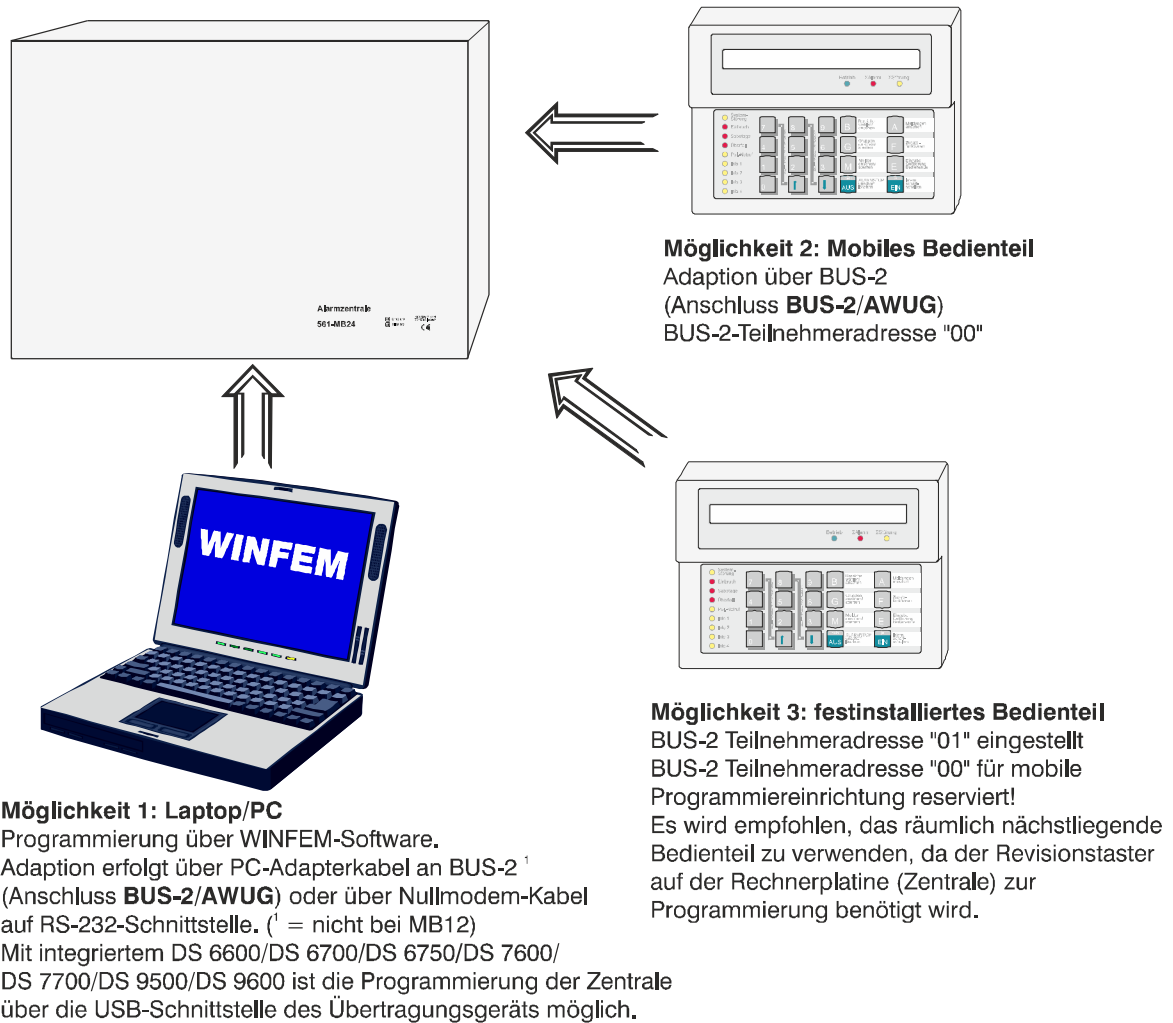 Alarmzentrale
561-MB24
Möglichkeit 2: Mobiles Bedienteil
Adaption über BUS-2
(Anschluss BUS-2/AWUG)
BUS-2-Teilnehmeradresse "00"
WINFEM
AUS
EIN
AUS
EIN
Möglichkeit 1: Laptop/PC
Programmierung über WINFEM-Software.
Adaption erfolgt über PC-Adapterkabel an BUS-2 ¹
(Anschluss BUS-2/AWUG) oder über Nullmodem-Kabel
auf RS-232-Schnittstelle. (¹ = nicht bei MB12)
Mit integriertem DS 6600/DS 6700/DS 6750/DS 7600/
DS 7700/DS 9500/DS 9600 ist die Programmierung der Zentrale
über die USB-Schnittstelle des Übertragungsgeräts möglich.
Möglichkeit 3: festinstalliertes Bedienteil
BUS-2 Teilnehmeradresse "01" eingestellt
BUS-2 Teilnehmeradresse "00" für mobile
Programmiereinrichtung reserviert!
Es wird empfohlen, das räumlich nächstliegende
Bedienteil zu verwenden, da der Revisionstaster
auf der Rechnerplatine (Zentrale) zur
Programmierung benötigt wird.